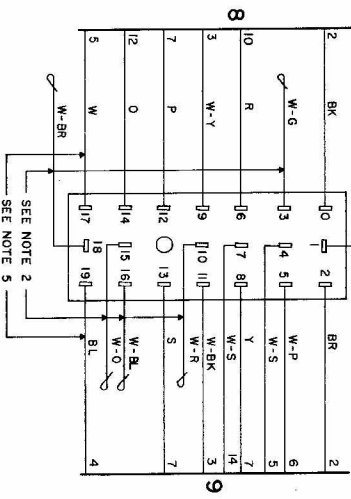 8
5 12 7 3 10 2
W-BR W O P W-Y R W-G BK
17 14 12 9 6 3 0
18 15 10 7 4 1
19 16 13 11 8 5 2
BL W-O W-BL S W-R W-BK W-S Y W-S W-P BR
4 7 3 14 7 5 6 2
9
SEE NOTE 2
SEE NOTE 5